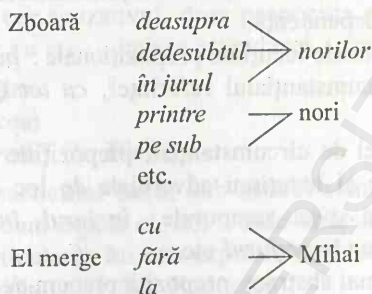 Zboară deasupra
dedesubtul norilor
în jurul
printre nori
pe sub
etc.
cu
El merge fără Mihai
la